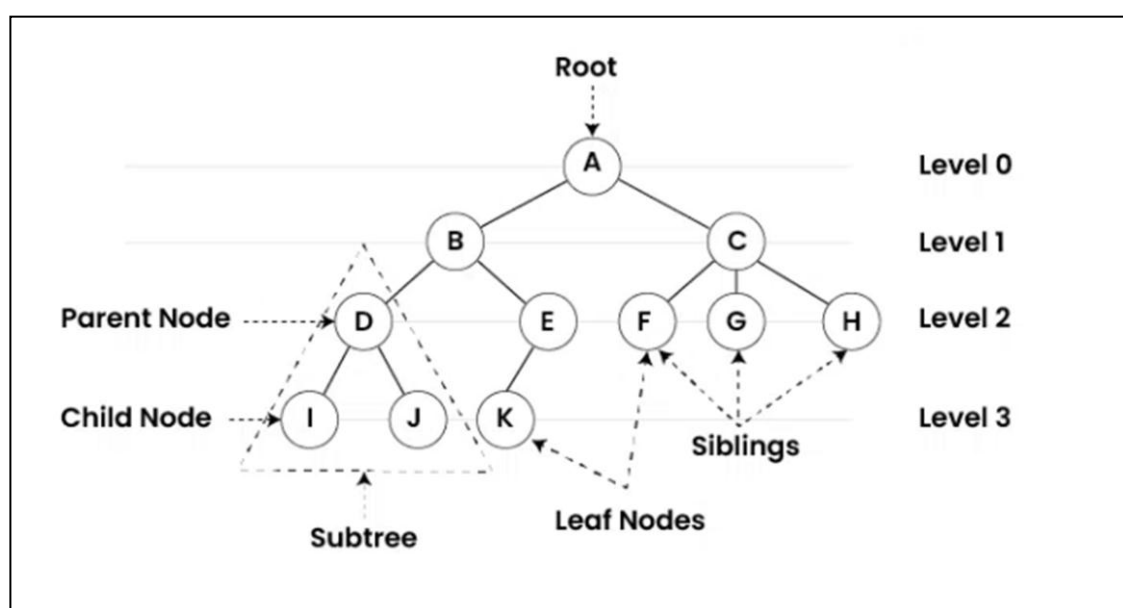 Root
A
Level 0
B
C
Level 1
Parent Node
D
E
F
G
H
Level 2
Child Node
I
J
K
Level 3
Siblings
Leaf Nodes
Subtree